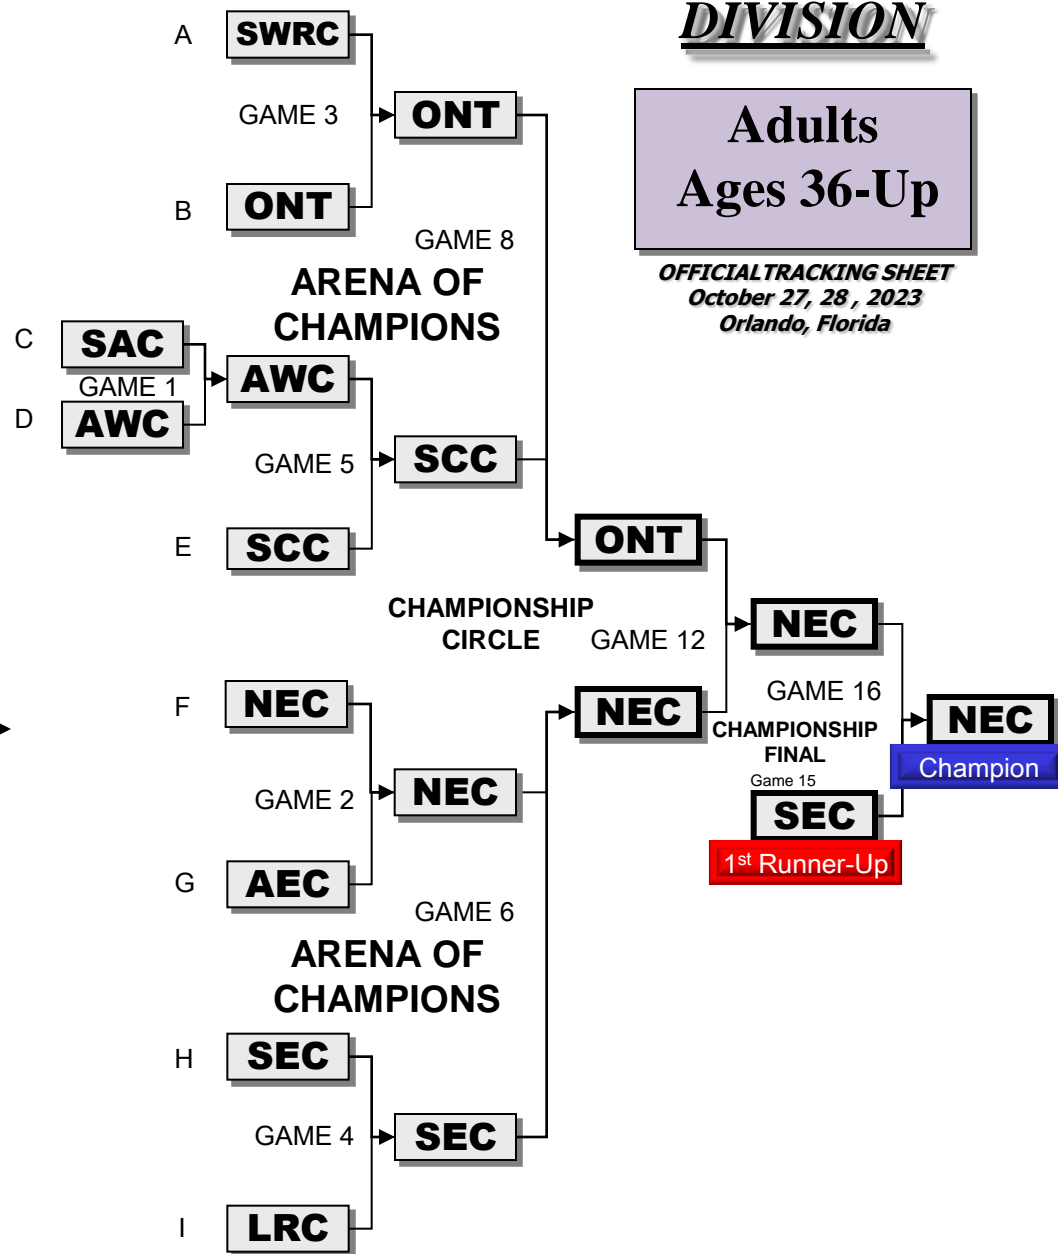 DIVISION
Adults
Ages 36-Up
OFFICIALTRACKING SHEET
October 27, 28 , 2023
Orlando, Florida
A
SWRC
GAME 3
ONT
B
ONT
GAME 8
ARENA OF
CHAMPIONS
C
SAC
GAME 1
AWC
D
AWC
GAME 5
SCC
E
SCC
ONT
CHAMPIONSHIP
CIRCLE
GAME 12
NEC
F
NEC
GAME 16
NEC
NEC
CHAMPIONSHIP
FINAL
Champion
Game 15
GAME 2
NEC
SEC
1st Runner-Up
G
AEC
GAME 6
ARENA OF
CHAMPIONS
H
SEC
GAME 4
SEC
I
LRC